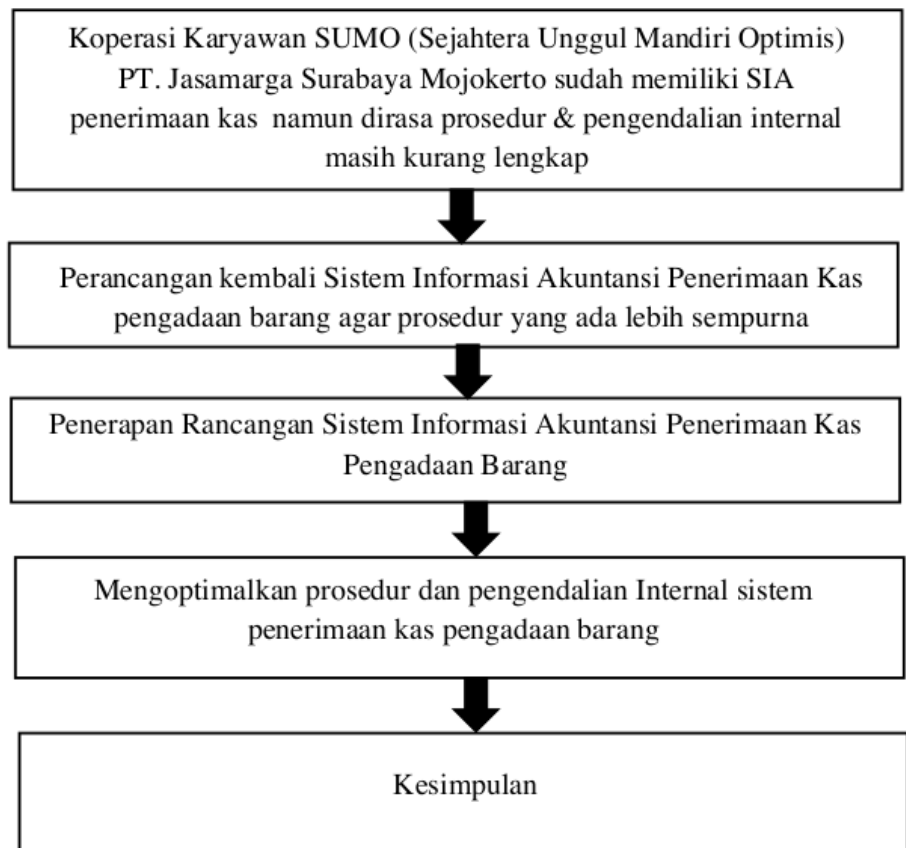 Koperasi Karyawan SUMO (Sejahtera Unggul Mandiri Optimis)
PT. Jasamarga Surabaya Mojokerto sudah memiliki SIA
penerimaan kas namun dirasa prosedur & pengendalian internal
masih kurang lengkap
Perancangan kembali Sistem Informasi Akuntansi Penerimaan Kas
pengadaan barang agar prosedur yang ada lebih sempurna
Penerapan Rancangan Sistem Informasi Akuntansi Penerimaan Kas
Pengadaan Barang
Mengoptimalkan prosedur dan pengendalian Internal sistem
penerimaan kas pengadaan barang
Kesimpulan